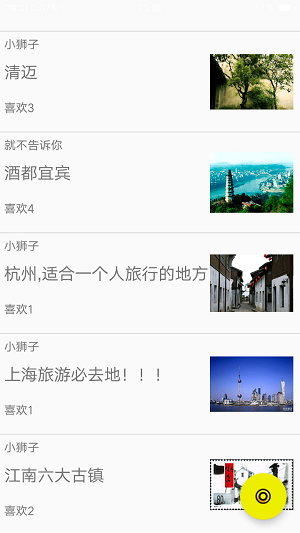 小狮子
清迈
喜欢3
就不告诉你
酒都宜宾
喜欢4
小狮子
杭州,适合一个人旅行的地方
喜欢1
小狮子
上海旅游必去地！！！
喜欢1
小狮子
江南六大古镇
喜欢2